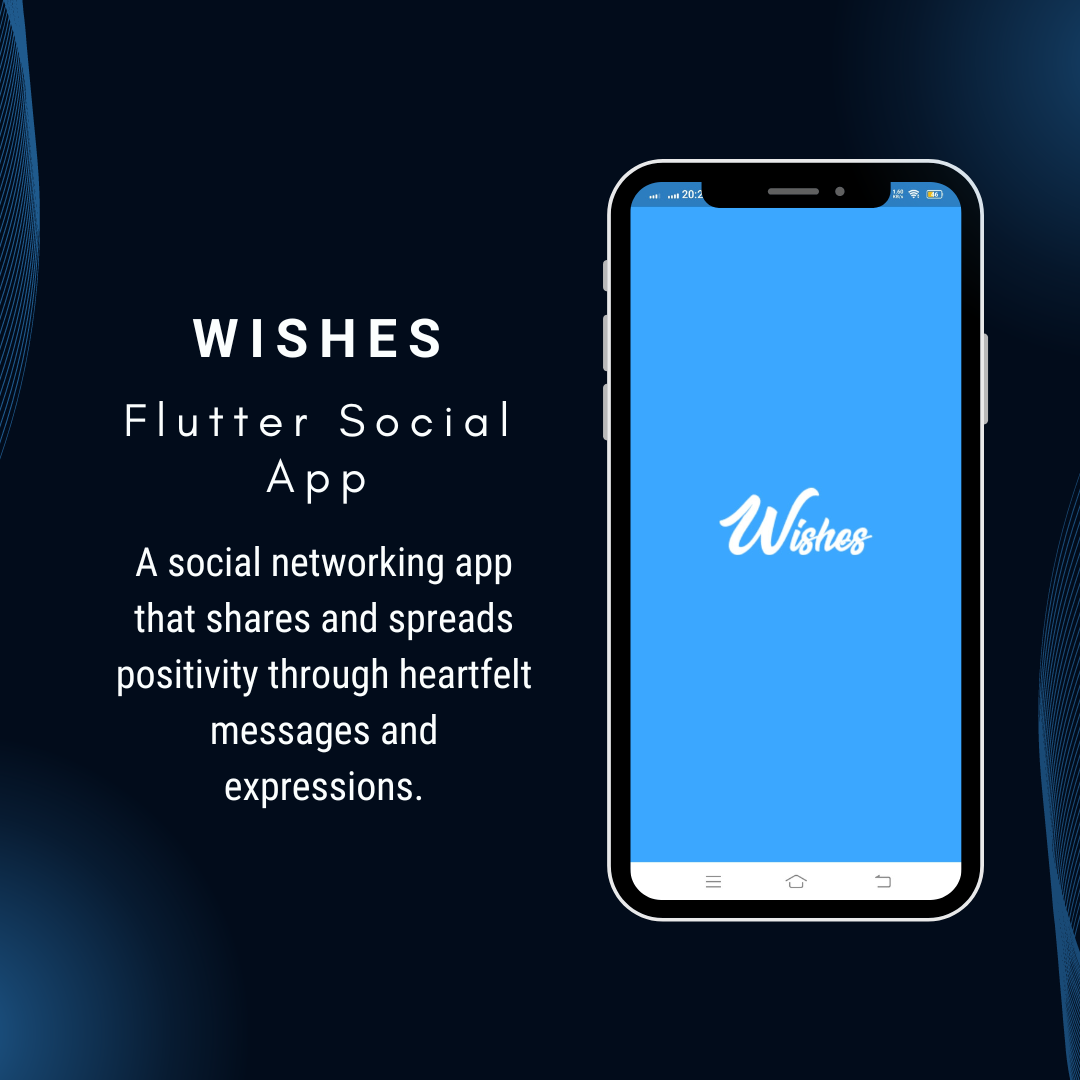 WISHES
Flutter Social
App
A social networking app
that shares and spreads
positivity through heartfelt
messages and
expressions.
Wishes